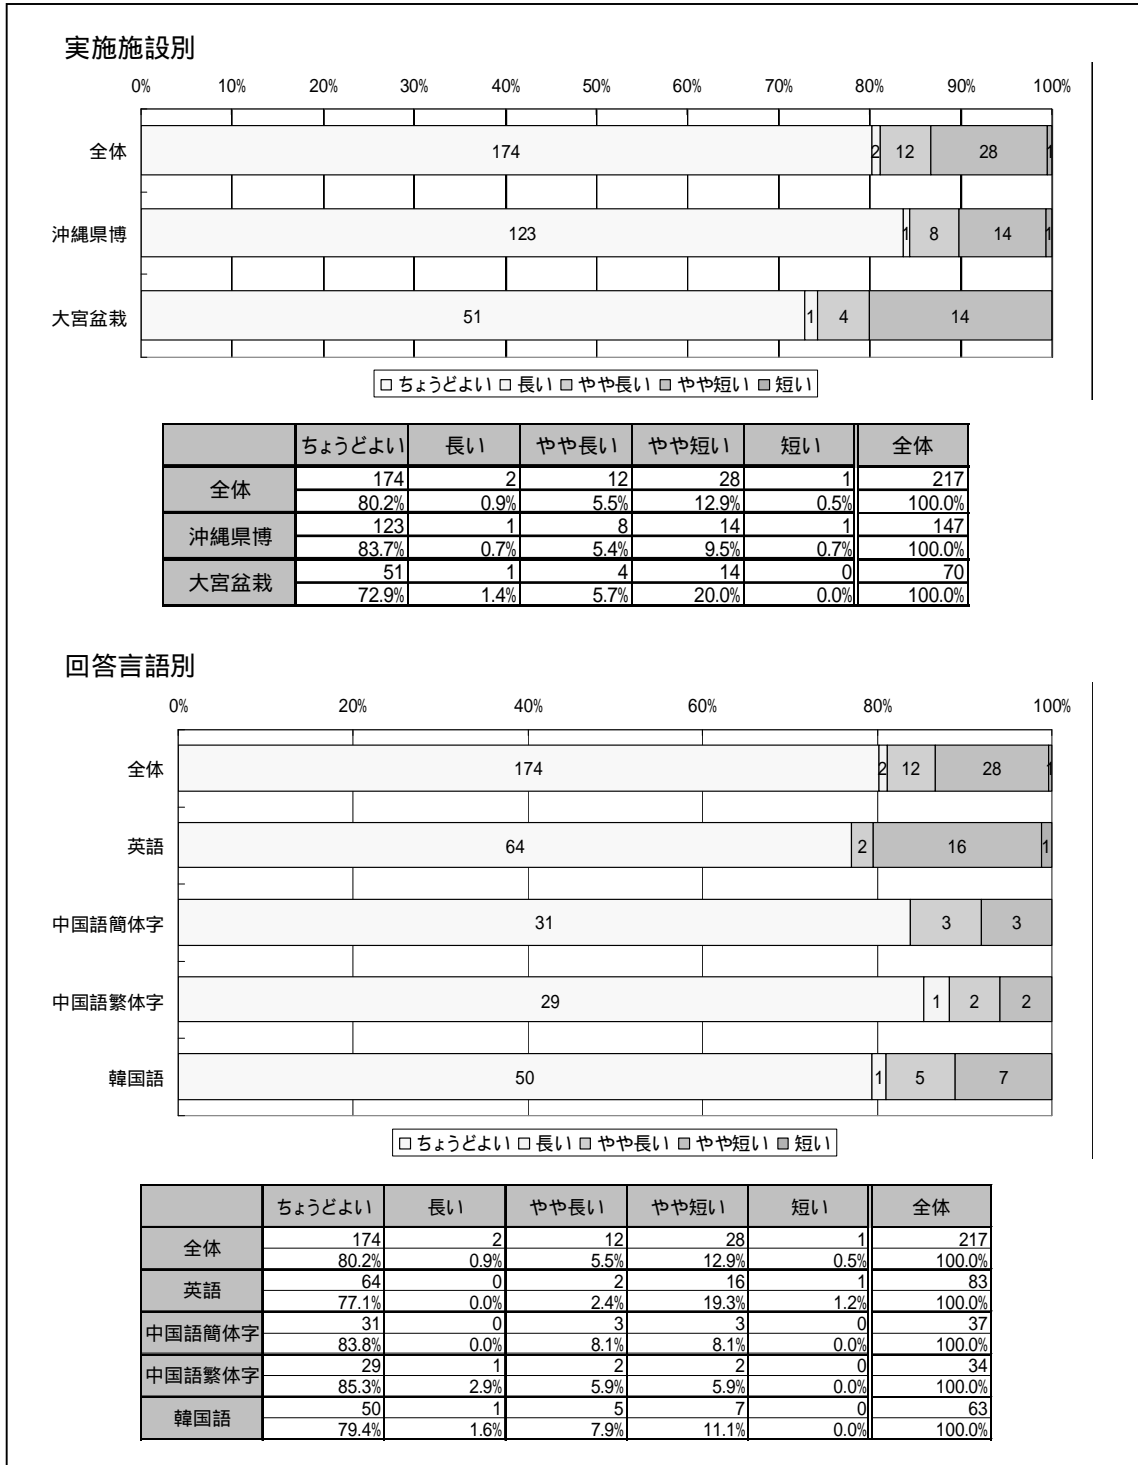 実施施設別
0% 10% 20% 30% 40% 50% 60% 70% 80% 90% 100%
全体 174 2 12 28 1
沖縄県博 123 1 8 14 1
大宮盆栽 51 1 4 14
□ ちょうどよい □ 長い □ やや長い □ やや短い □ 短い
ちょうどよい 長い やや長い やや短い 短い 全体
全体 174 2 12 28 1 217
80.2% 0.9% 5.5% 12.9% 0.5% 100.0%
沖縄県博 123 1 8 14 1 147
83.7% 0.7% 5.4% 9.5% 0.7% 100.0%
大宮盆栽 51 1 4 14 0 70
72.9% 1.4% 5.7% 20.0% 0.0% 100.0%
回答言語別
0% 20% 40% 60% 80% 100%
全体 174 2 12 28 1
英語 64 2 16 1
中国語簡体字 31 3 3
中国語繁体字 29 1 2 2
韓国語 50 1 5 7
□ ちょうどよい □ 長い □ やや長い □ やや短い □ 短い
ちょうどよい 長い やや長い やや短い 短い 全体
全体 174 2 12 28 1 217
80.2% 0.9% 5.5% 12.9% 0.5% 100.0%
英語 64 0 2 16 1 83
77.1% 0.0% 2.4% 19.3% 1.2% 100.0%
中国語簡体字 31 0 3 3 0 37
83.8% 0.0% 8.1% 8.1% 0.0% 100.0%
中国語繁体字 29 1 2 2 0 34
85.3% 2.9% 5.9% 5.9% 0.0% 100.0%
韓国語 50 1 5 7 0 63
79.4% 1.6% 7.9% 11.1% 0.0% 100.0%